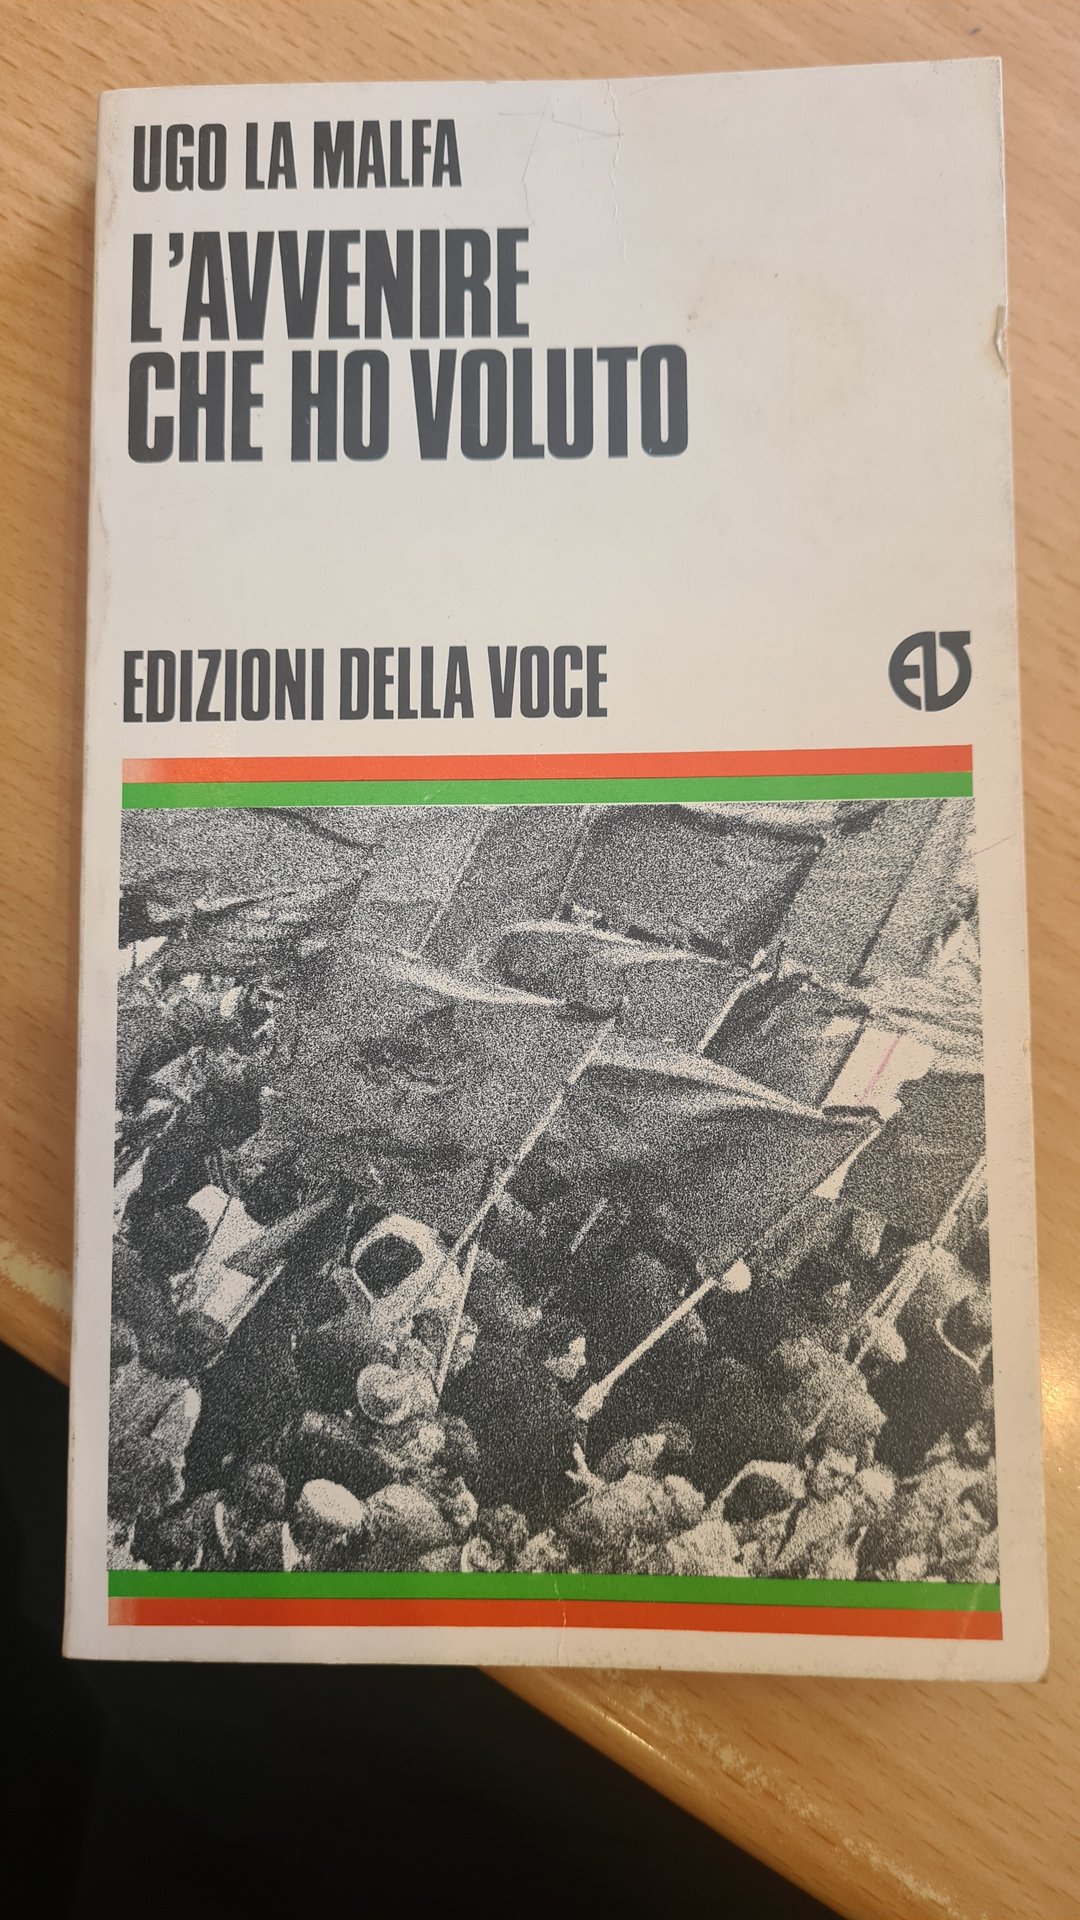 UGO LA MALFA
L'AVVENIRE
CHE HO VOLUTO
EDIZIONI DELLA VOCE
EV